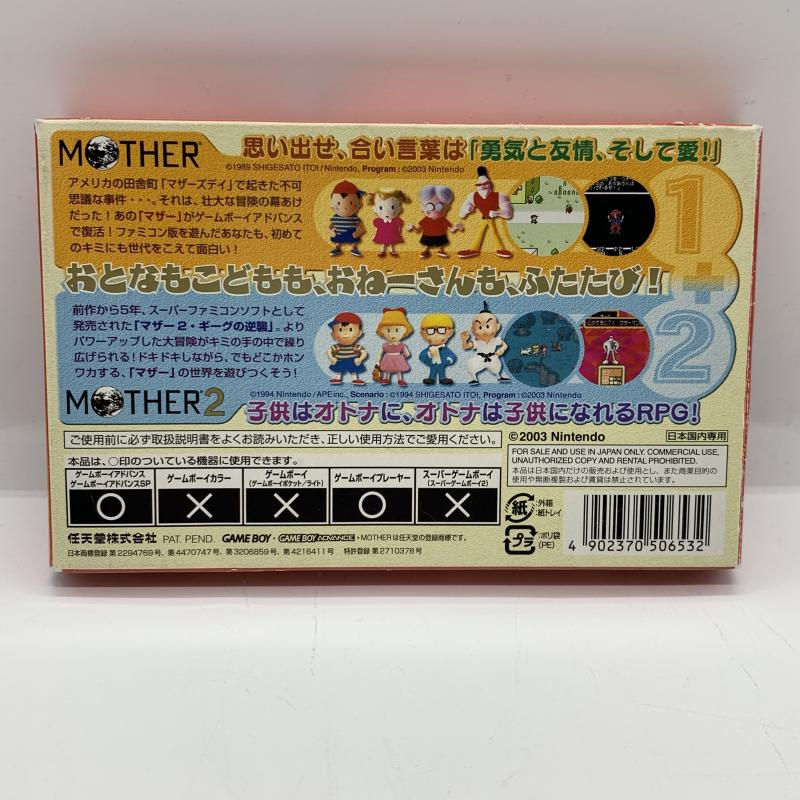 MOTHER®
思い出せ、合い言葉は「勇気と友情、そして愛!」
©1989 SHIGESATO ITOI / Nintendo, Program : ©2003 Nintendo
アメリカの田舎町「マザーズデイ」で起きた不可
思議な事件・・・。それは、壮大な冒険の幕あけ
だった!あの「マザー」がゲームボーイアドバンス
で復活!ファミコン版を遊んだあなたも、初めて
のキミにも世代をこえて面白い!
1+2
おとなもこどもも、おねーさんも、ふたたび!
前作から5年、スーパーファミコンソフトとして
発売された「マザー2・ギーグの逆襲」。より
パワーアップした大冒険がキミの手の中で繰り
広げられる!ドキドキしながら、でもどこかホン
ワカする、「マザー」の世界を遊びつくそう!
©1994 Nintendo / APE inc., Scenario : ©1994 SHIGESATO ITOI, Program : ©2003 Nintendo
MOTHER2
子供はオトナに、オトナは子供になれるRPG!
ご使用前に必ず取扱説明書をよくお読みいただき、正しい使用方法でご愛用ください。
©2003 Nintendo
日本国内専用
FOR SALE AND USE IN JAPAN ONLY. COMMERCIAL USE,
UNAUTHORIZED COPY AND RENTAL PROHIBITED.
本品は日本国内だけの販売および使用とし、また商業目的の
使用や無断複製および賃貸は禁止します。
本品は、○印のついている機器に使用できます。
ゲームボーイアドバンス
ゲームボーイアドバンスSP
ゲームボーイカラー
ゲームボーイ
(ゲームボーイポケット/ライト)
ゲームボーイプレーヤー
スーパーゲームボーイ
(スーパーゲームボーイ2)
○ × × ○ ×
紙
:外箱
紙トレイ
プラ
:ポリ袋
(PE)
4 902370 506532
任天堂株式会社 PAT. PEND. GAME BOY・GAME BOY ADVANCE・MOTHERは任天堂の登録商標です。
日本商標登録 第2294769号、第4470747号、第3206859号、第4216411号 特許登録 第2710378号